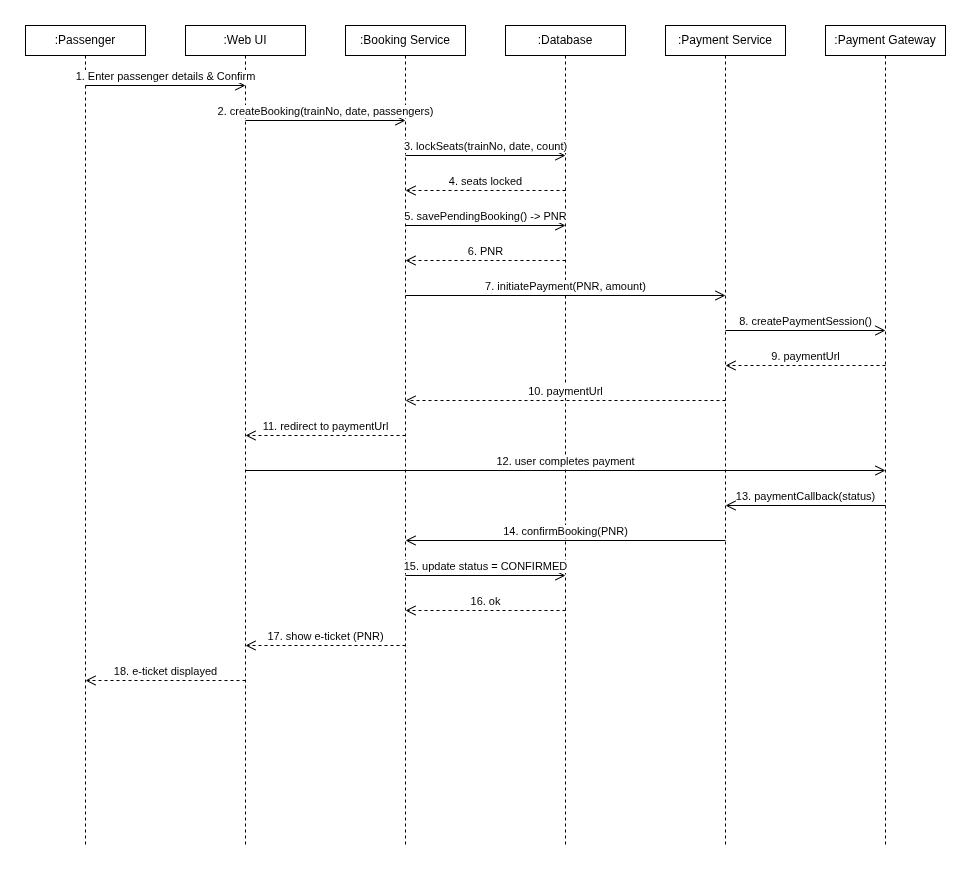 :Passenger
:Web UI
:Booking Service
:Database
:Payment Service
:Payment Gateway
1. Enter passenger details & Confirm
2. createBooking(trainNo, date, passengers)
3. lockSeats(trainNo, date, count)
4. seats locked
5. savePendingBooking() -> PNR
6. PNR
7. initiatePayment(PNR, amount)
8. createPaymentSession()
9. paymentUrl
10. paymentUrl
11. redirect to paymentUrl
12. user completes payment
13. paymentCallback(status)
14. confirmBooking(PNR)
15. update status = CONFIRMED
16. ok
17. show e-ticket (PNR)
18. e-ticket displayed